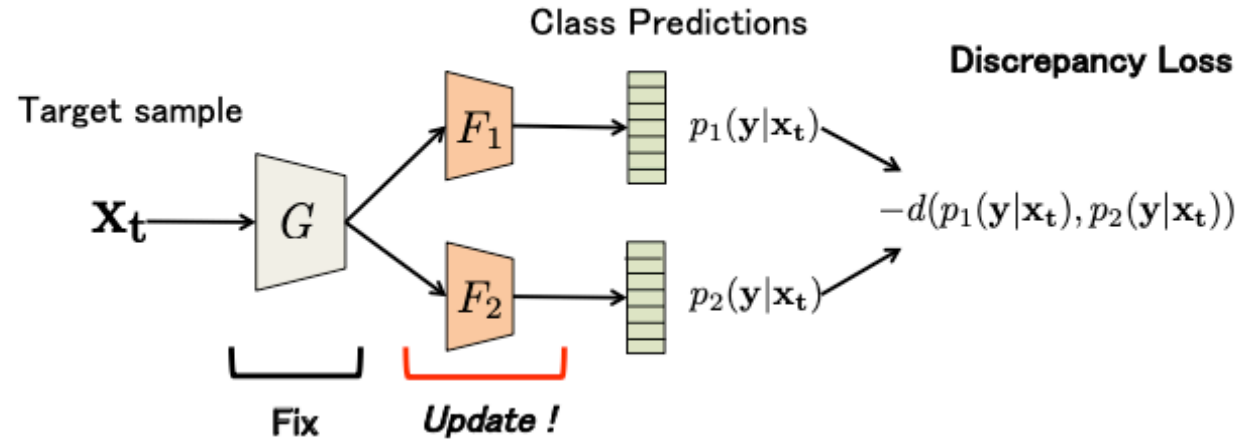 Class Predictions
Discrepancy Loss
Target sample
F₁
p₁(y|xₜ)
xₜ
G
−d(p₁(y|xₜ), p₂(y|xₜ))
F₂
p₂(y|xₜ)
Fix
Update !